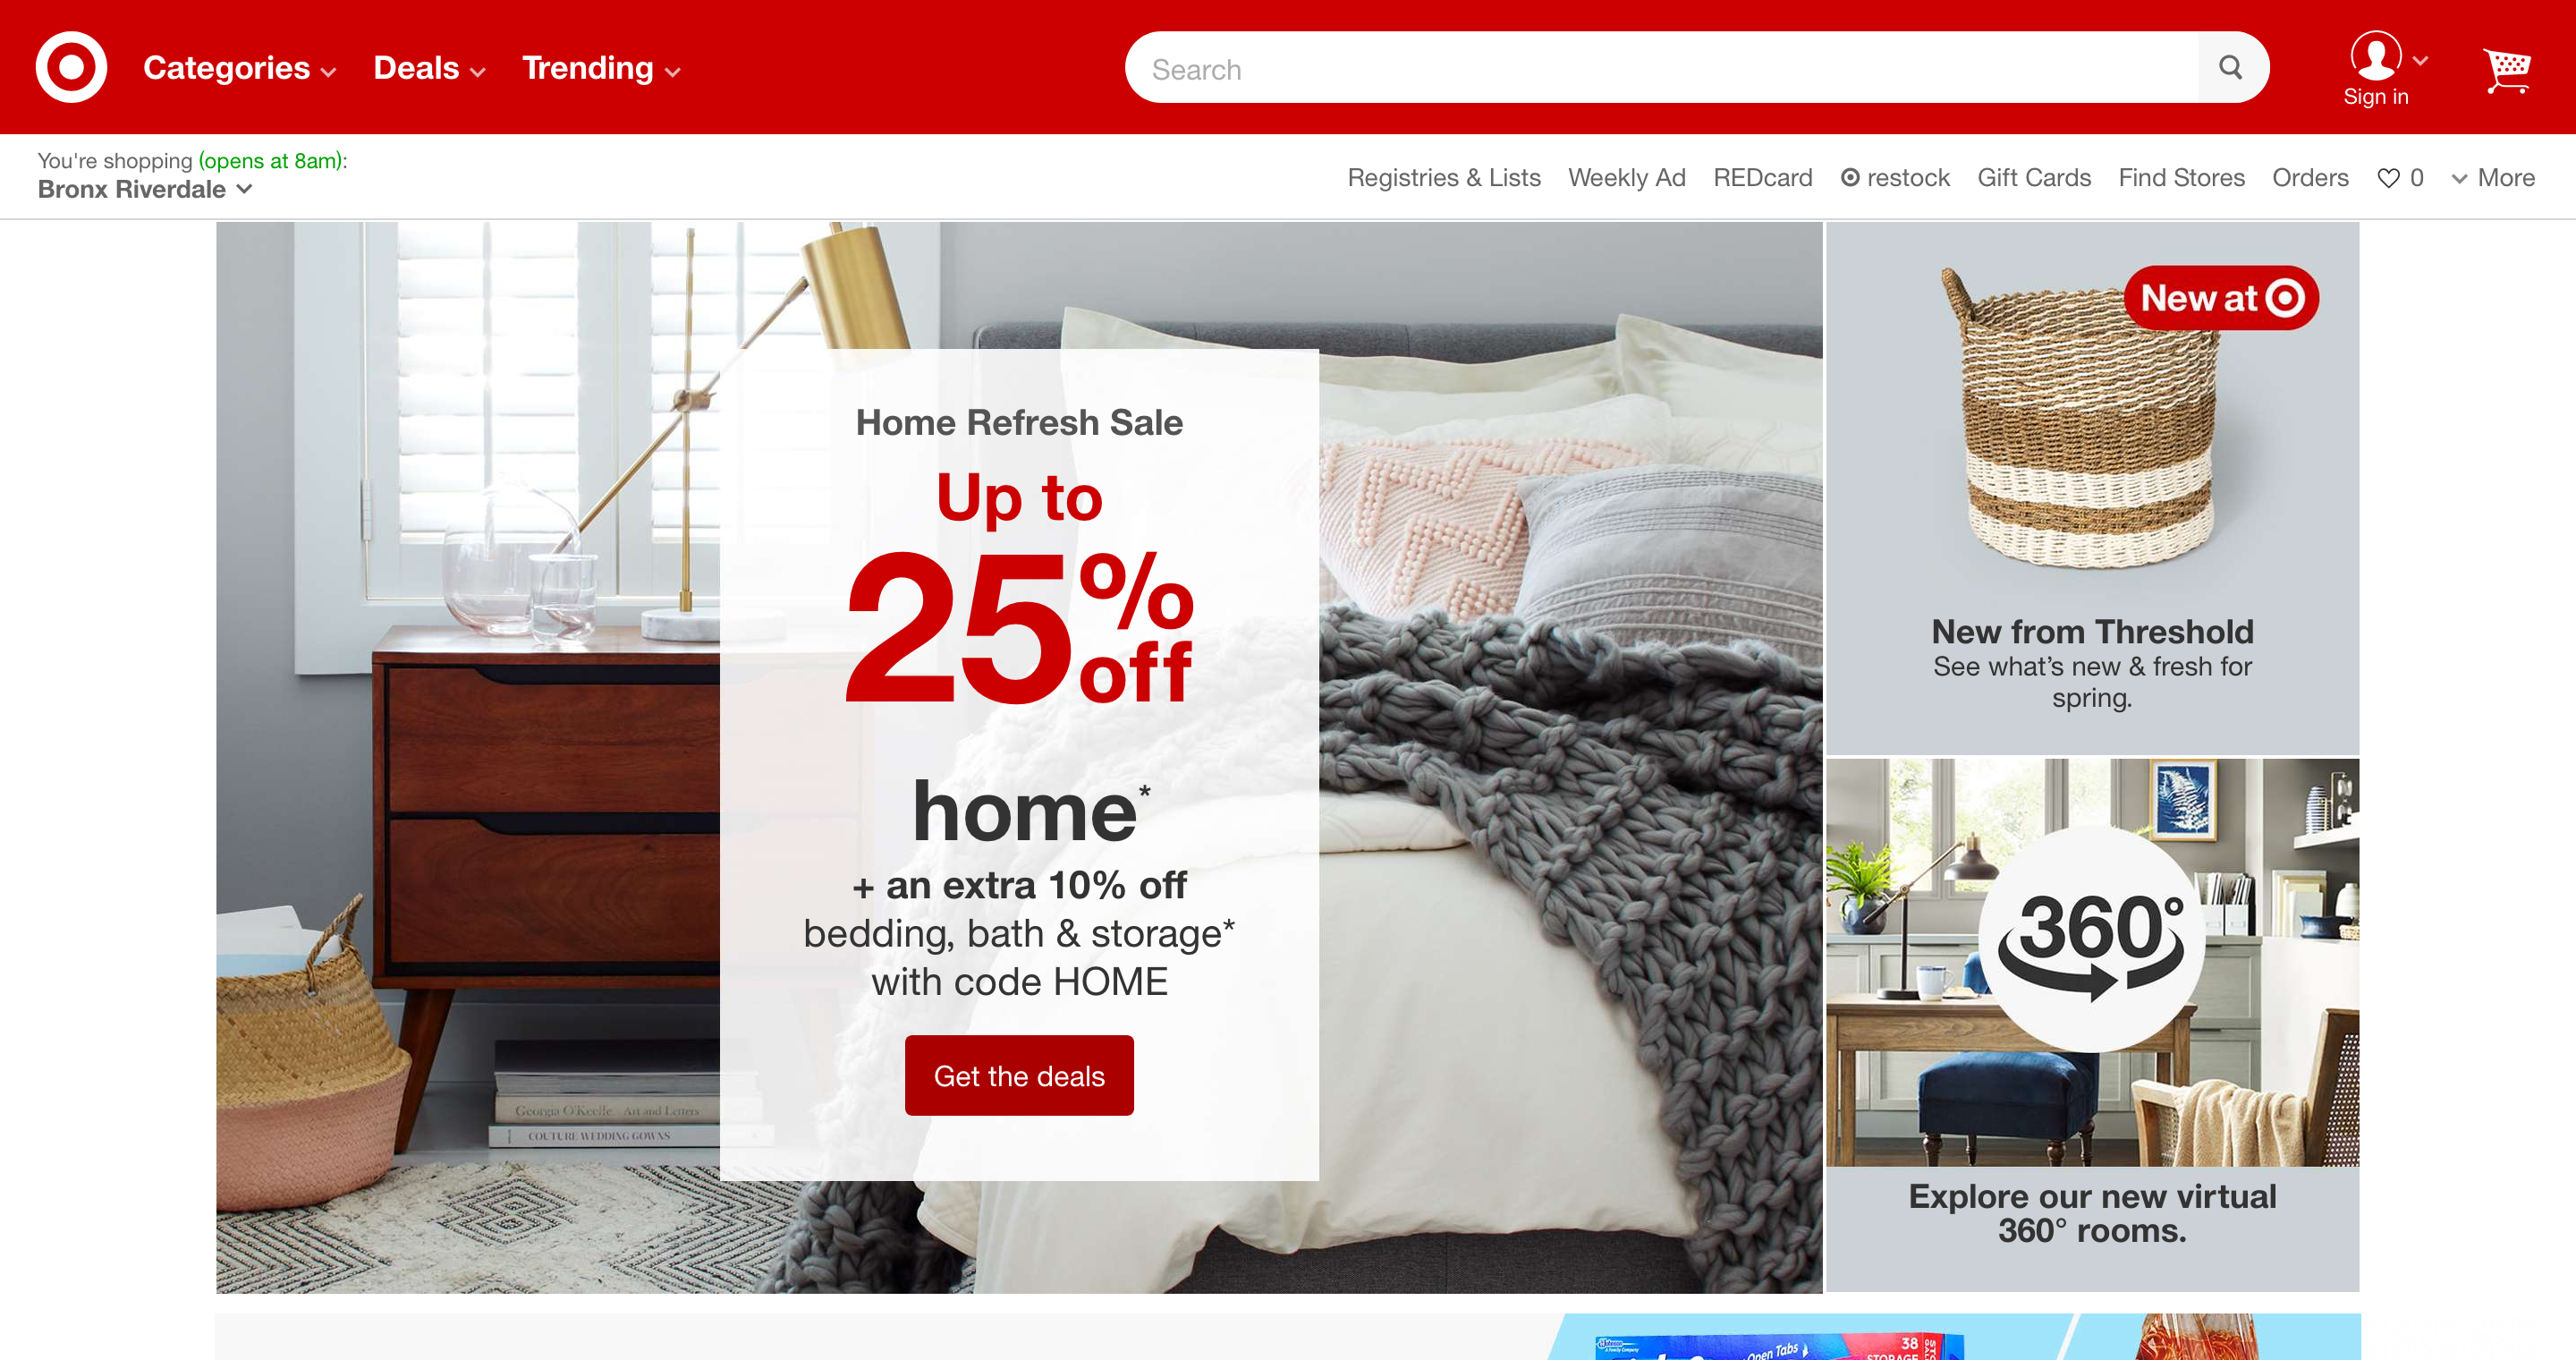 Categories
Deals
Trending
Search
Sign in
You're shopping (opens at 8am):
Bronx Riverdale
Registries & Lists
Weekly Ad
REDcard
restock
Gift Cards
Find Stores
Orders
0
More
Home Refresh Sale
Up to
25%
off
home*
+ an extra 10% off
bedding, bath & storage*
with code HOME
Get the deals
Georgia O'Keeffe Art and Letters
COUTURE WEDDING GOWNS
New at
New from Threshold
See what's new & fresh for
spring.
360°
Explore our new virtual
360° rooms.
Open Tabs
38
STORAGE